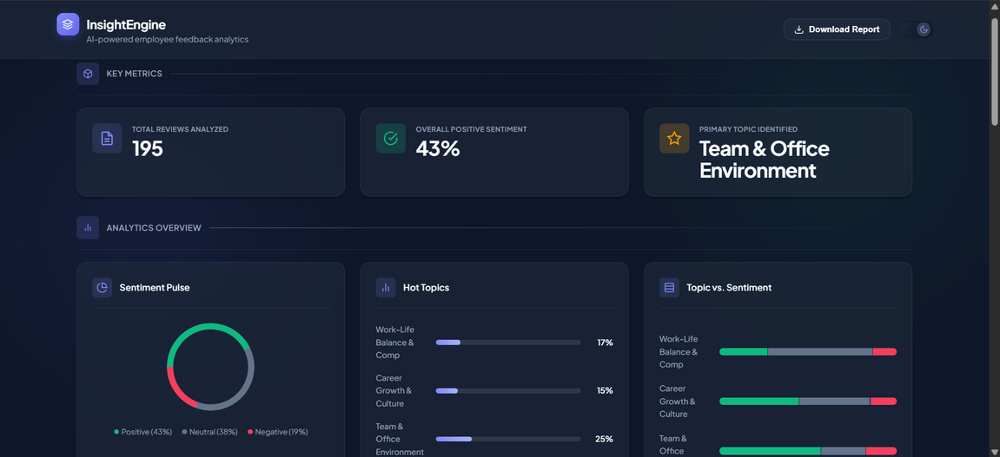 InsightEngine
AI-powered employee feedback analytics
Download Report
KEY METRICS
TOTAL REVIEWS ANALYZED
195
OVERALL POSITIVE SENTIMENT
43%
PRIMARY TOPIC IDENTIFIED
Team & Office
Environment
ANALYTICS OVERVIEW
Sentiment Pulse
Positive (43%)
Neutral (38%)
Negative (19%)
Hot Topics
Work-Life
Balance &
Comp
17%
Career
Growth &
Culture
15%
Team &
Office
Environment
25%
Topic vs. Sentiment
Work-Life
Balance &
Comp
Career
Growth &
Culture
Team &
Office